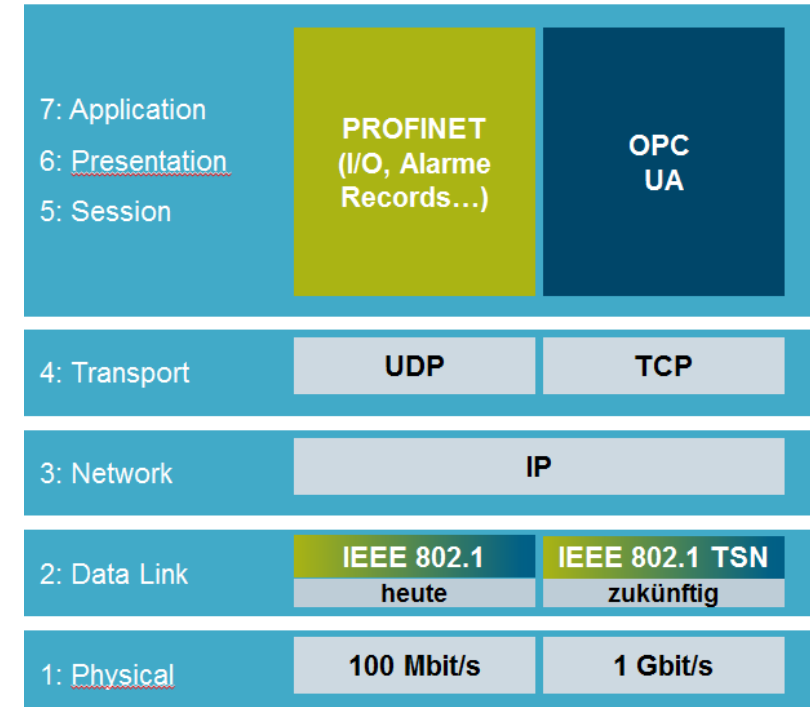 7: Application
6: Presentation
5: Session
PROFINET
(I/O, Alarme
Records…)
OPC
UA
4: Transport
UDP
TCP
3: Network
IP
2: Data Link
IEEE 802.1
heute
IEEE 802.1 TSN
zukünftig
1: Physical
100 Mbit/s
1 Gbit/s